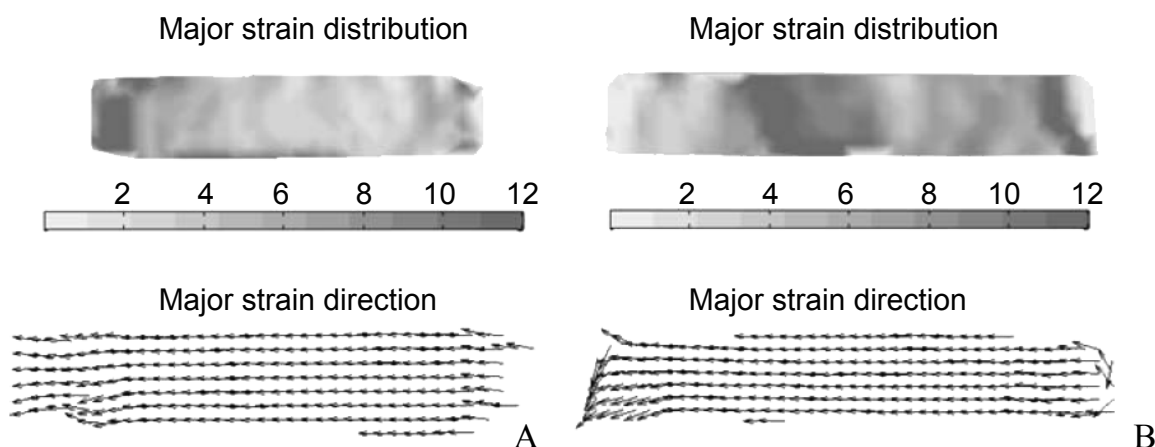 Major strain distribution
Major strain distribution
2 4 6 8 10 12
2 4 6 8 10 12
Major strain direction
Major strain direction
A
B